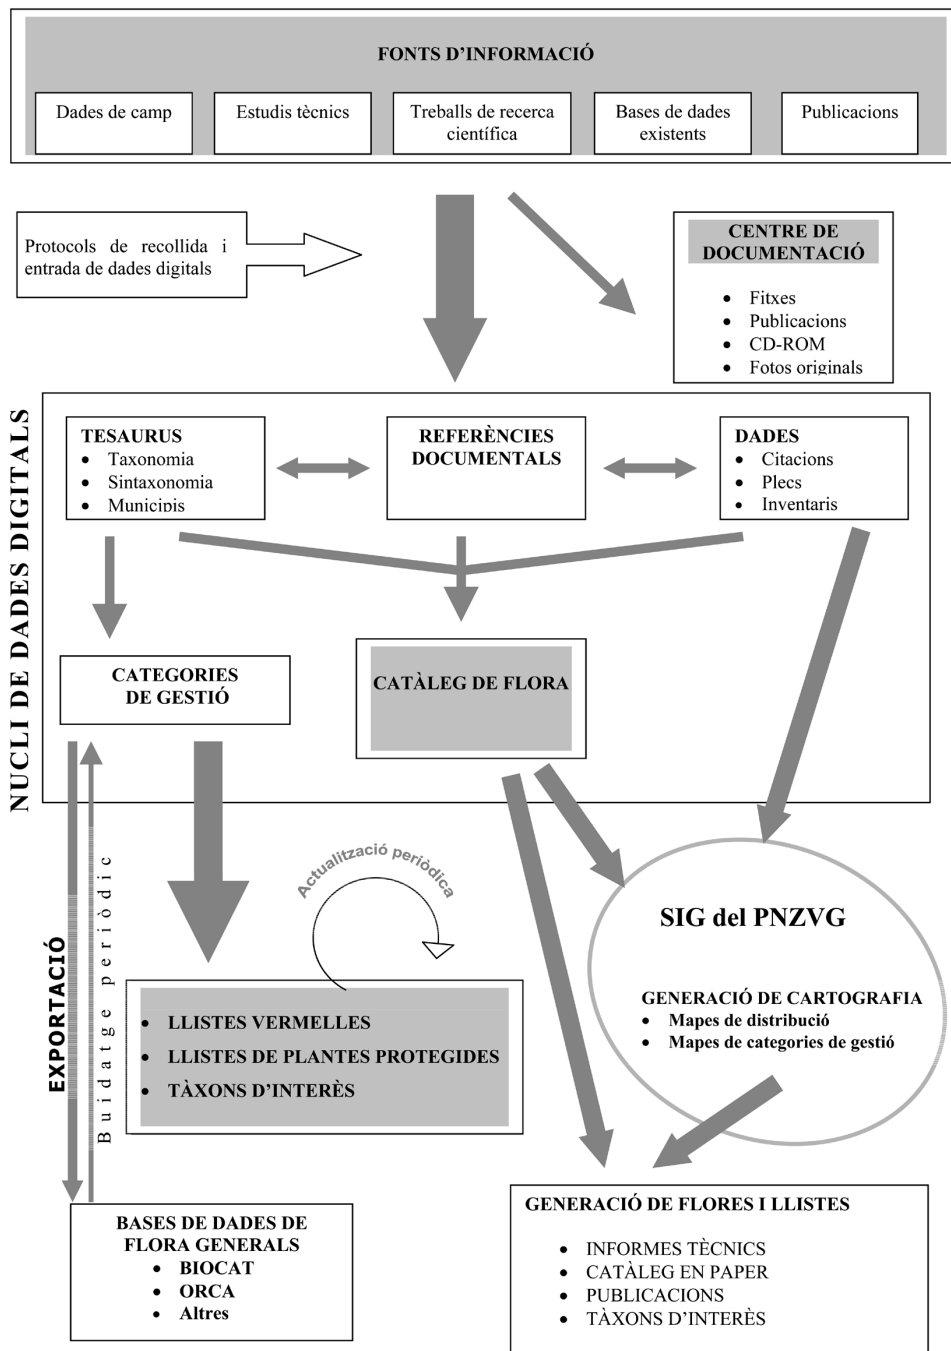 FONTS D'INFORMACIÓ
Dades de camp
Estudis tècnics
Treballs de recerca
científica
Bases de dades
existents
Publicacions
Protocols de recollida i
entrada de dades digitals
CENTRE DE
DOCUMENTACIÓ
• Fitxes
• Publicacions
• CD-ROM
• Fotos originals
NUCLI DE DADES DIGITALS
TESAURUS
• Taxonomia
• Sintaxonomia
• Municipis
REFERÈNCIES
DOCUMENTALS
DADES
• Citacions
• Plecs
• Inventaris
CATEGORIES
DE GESTIÓ
CATÀLEG DE FLORA
EXPORTACIÓ
Buidatge periòdic
Actualització periòdica
• LLISTES VERMELLES
• LLISTES DE PLANTES PROTEGIDES
• TÀXONS D'INTERÈS
SIG del PNZVG
GENERACIÓ DE CARTOGRAFIA
• Mapes de distribució
• Mapes de categories de gestió
BASES DE DADES DE
FLORA GENERALS
• BIOCAT
• ORCA
• Altres
GENERACIÓ DE FLORES I LLISTES
• INFORMES TÈCNICS
• CATÀLEG EN PAPER
• PUBLICACIONS
• TÀXONS D'INTERÈS